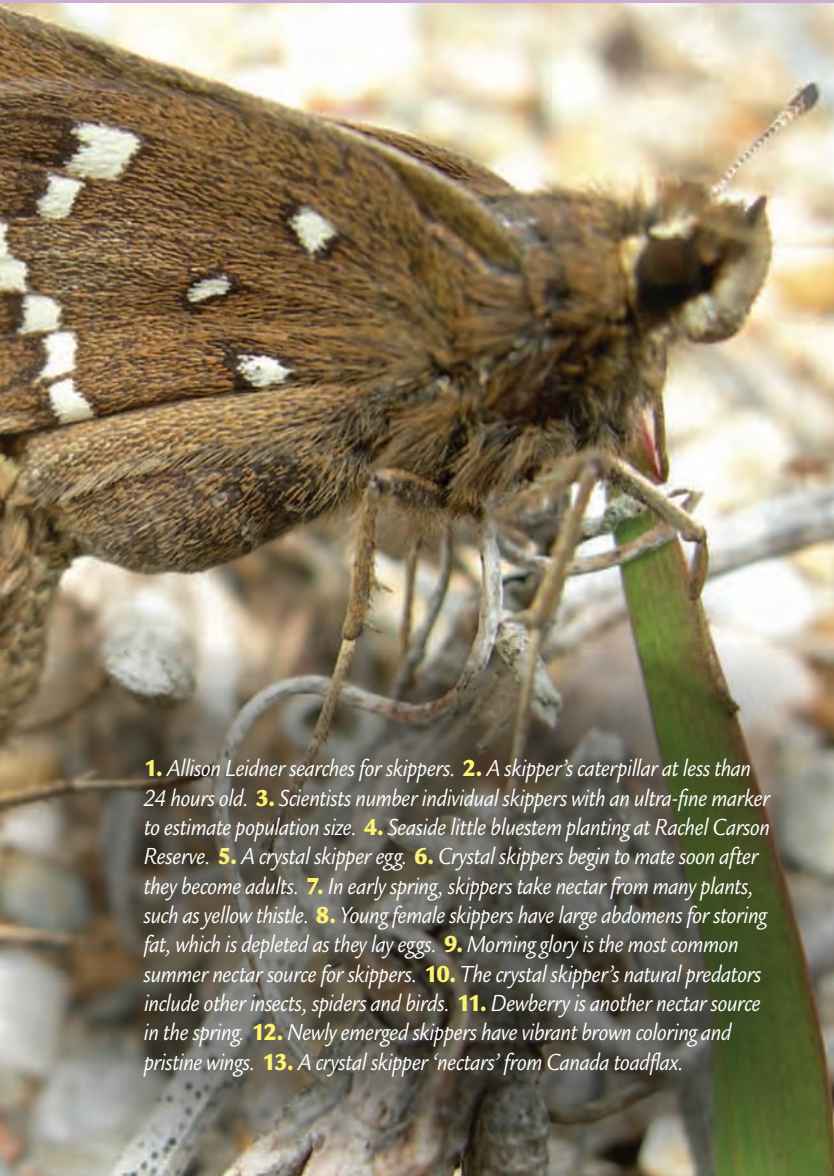 1. Allison Leidner searches for skippers. 2. A skipper's caterpillar at less than
24 hours old. 3. Scientists number individual skippers with an ultra-fine marker
to estimate population size. 4. Seaside little bluestem planting at Rachel Carson
Reserve. 5. A crystal skipper egg. 6. Crystal skippers begin to mate soon after
they become adults. 7. In early spring, skippers take nectar from many plants,
such as yellow thistle. 8. Young female skippers have large abdomens for storing
fat, which is depleted as they lay eggs. 9. Morning glory is the most common
summer nectar source for skippers. 10. The crystal skipper's natural predators
include other insects, spiders and birds. 11. Dewberry is another nectar source
in the spring. 12. Newly emerged skippers have vibrant brown coloring and
pristine wings. 13. A crystal skipper ‘nectars’ from Canada toadflax.